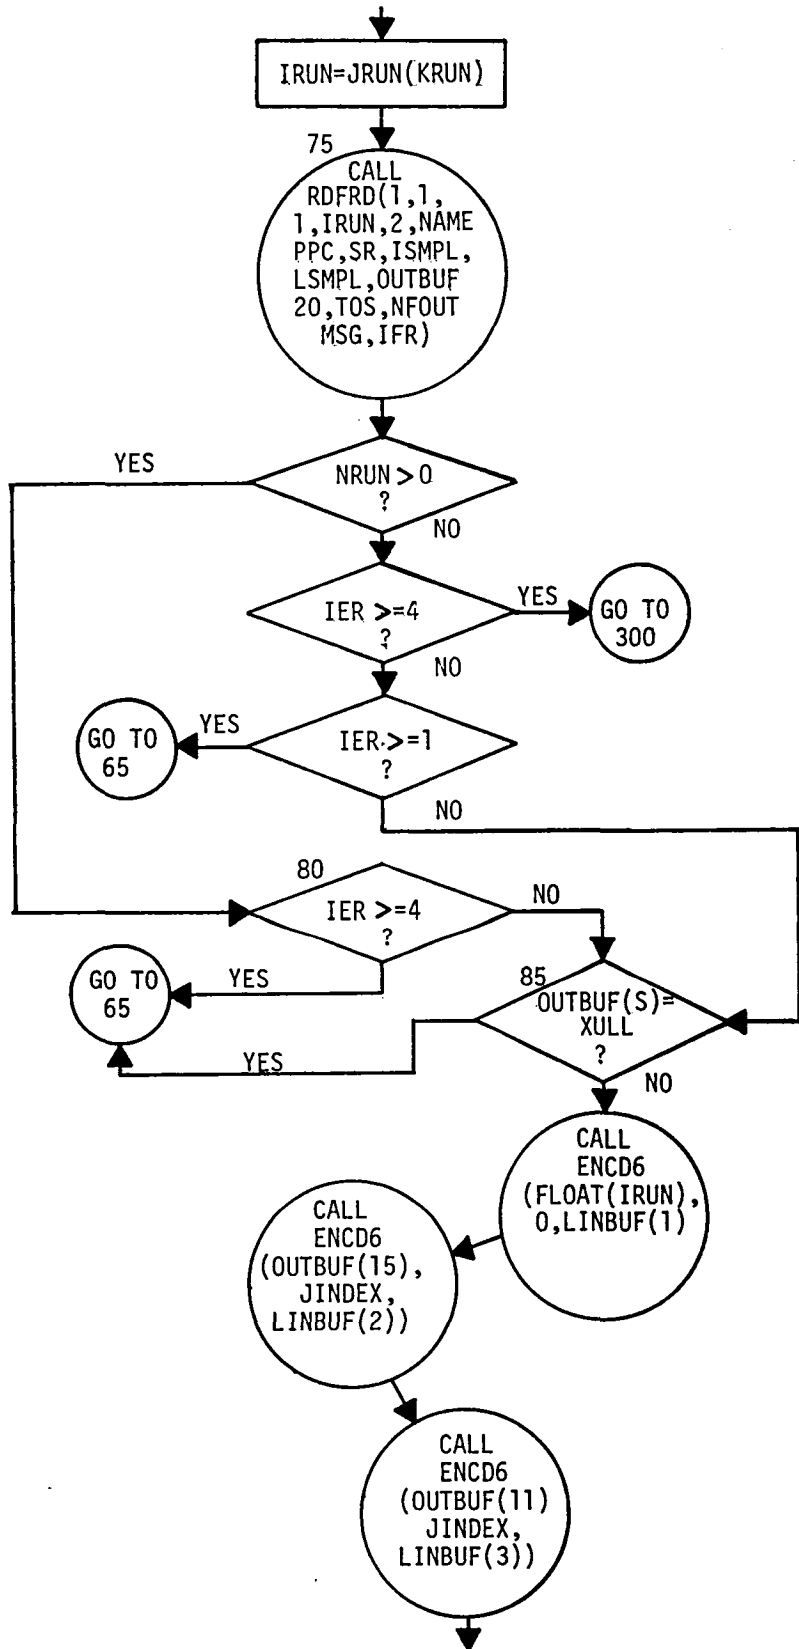 IRUN=JRUN(KRUN)
75
CALL
RDFRD(1,1,
1,IRUN,2,NAME
PPC,SR,ISMPL,
LSMPL,OUTBUF
20,TOS,NFOUT
MSG,IFR)
YES
NRUN > 0
?
NO
IER >=4
?
YES
GO TO
300
NO
YES
GO TO
65
IER >=1
?
NO
80
IER >=4
?
NO
YES
GO TO
65
85
OUTBUF(S)=
XULL
?
YES
NO
CALL
ENCD6
(FLOAT(IRUN),
0,LINBUF(1)
CALL
ENCD6
(OUTBUF(15),
JINDEX,
LINBUF(2))
CALL
ENCD6
(OUTBUF(11)
JINDEX,
LINBUF(3))